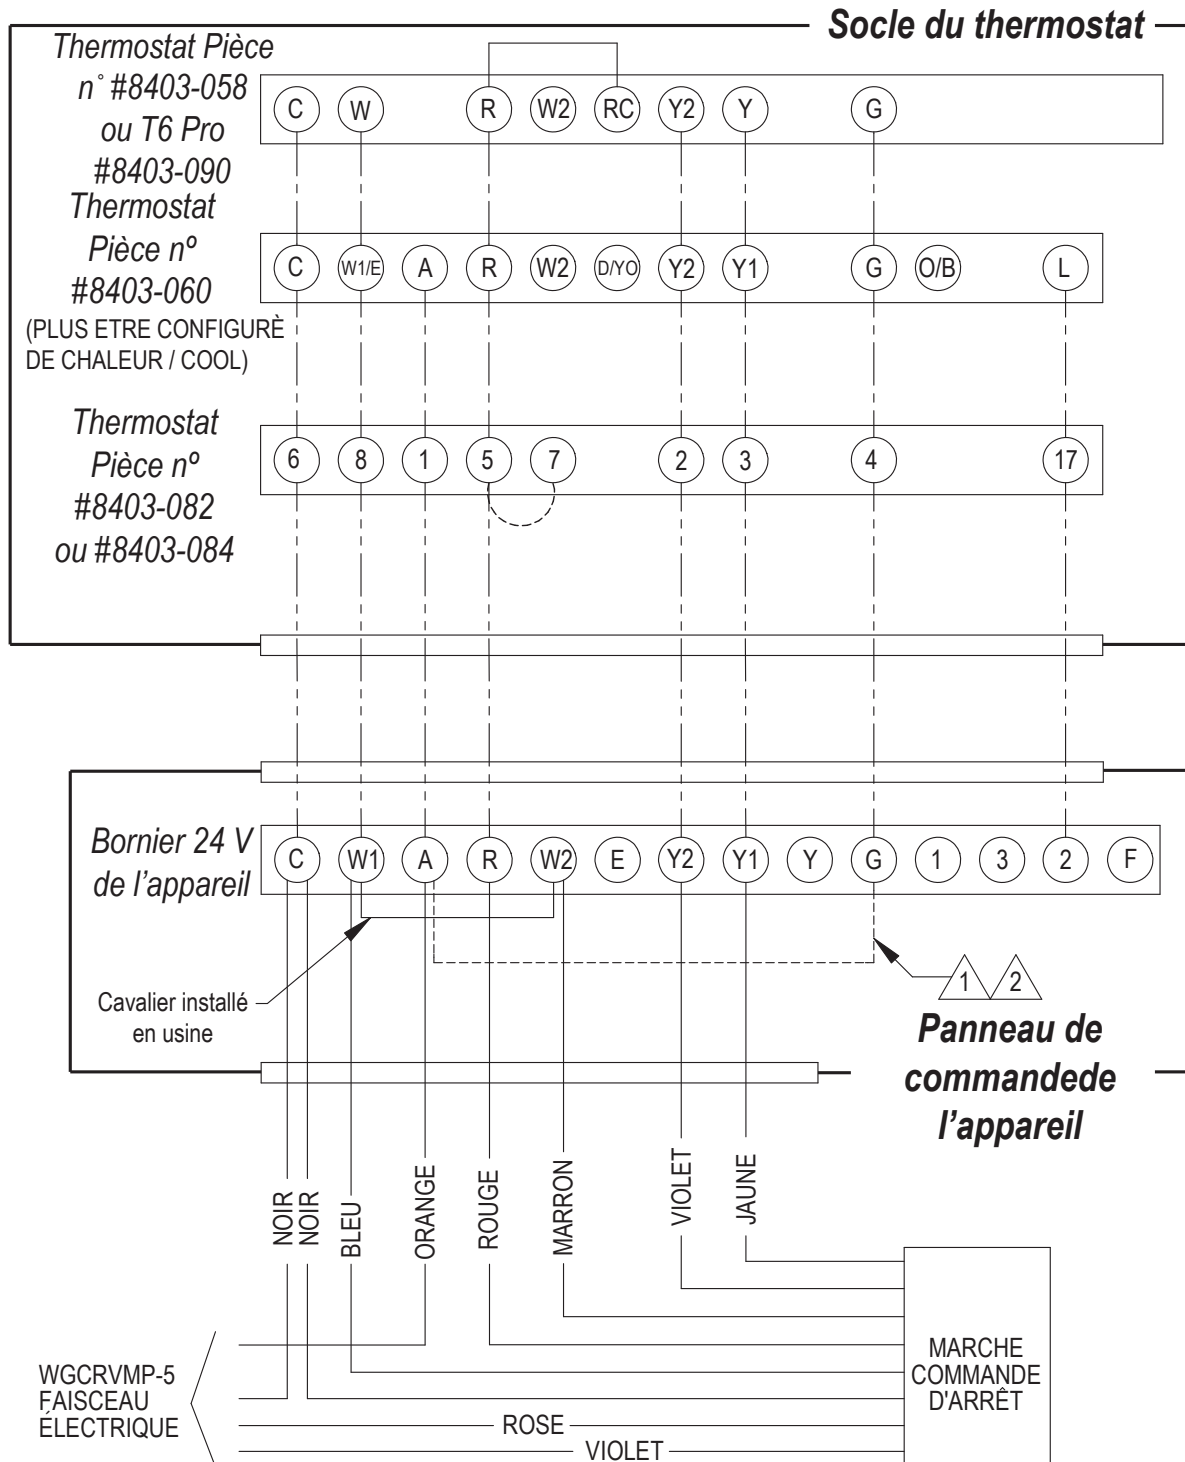 Socle du thermostat
Thermostat Pièce
n° #8403-058
ou T6 Pro
#8403-090
C W R W2 RC Y2 Y G
Thermostat
Pièce nº
#8403-060
(PLUS ETRE CONFIGURÈ
DE CHALEUR / COOL)
C W1/E A R W2 D/YO Y2 Y1 G O/B L
Thermostat
Pièce nº
#8403-082
ou #8403-084
6 8 1 5 7 2 3 4 17
Bornier 24 V
de l'appareil
C W1 A R W2 E Y2 Y1 Y G 1 3 2 F
Cavalier installé
en usine
1 2
Panneau de
commandede
l'appareil
NOIR
NOIR
BLEU
ORANGE
ROUGE
MARRON
VIOLET
JAUNE
WGCRVMP-5
FAISCEAU
ÉLECTRIQUE
MARCHE
COMMANDE
D'ARRÊT
ROSE
VIOLET